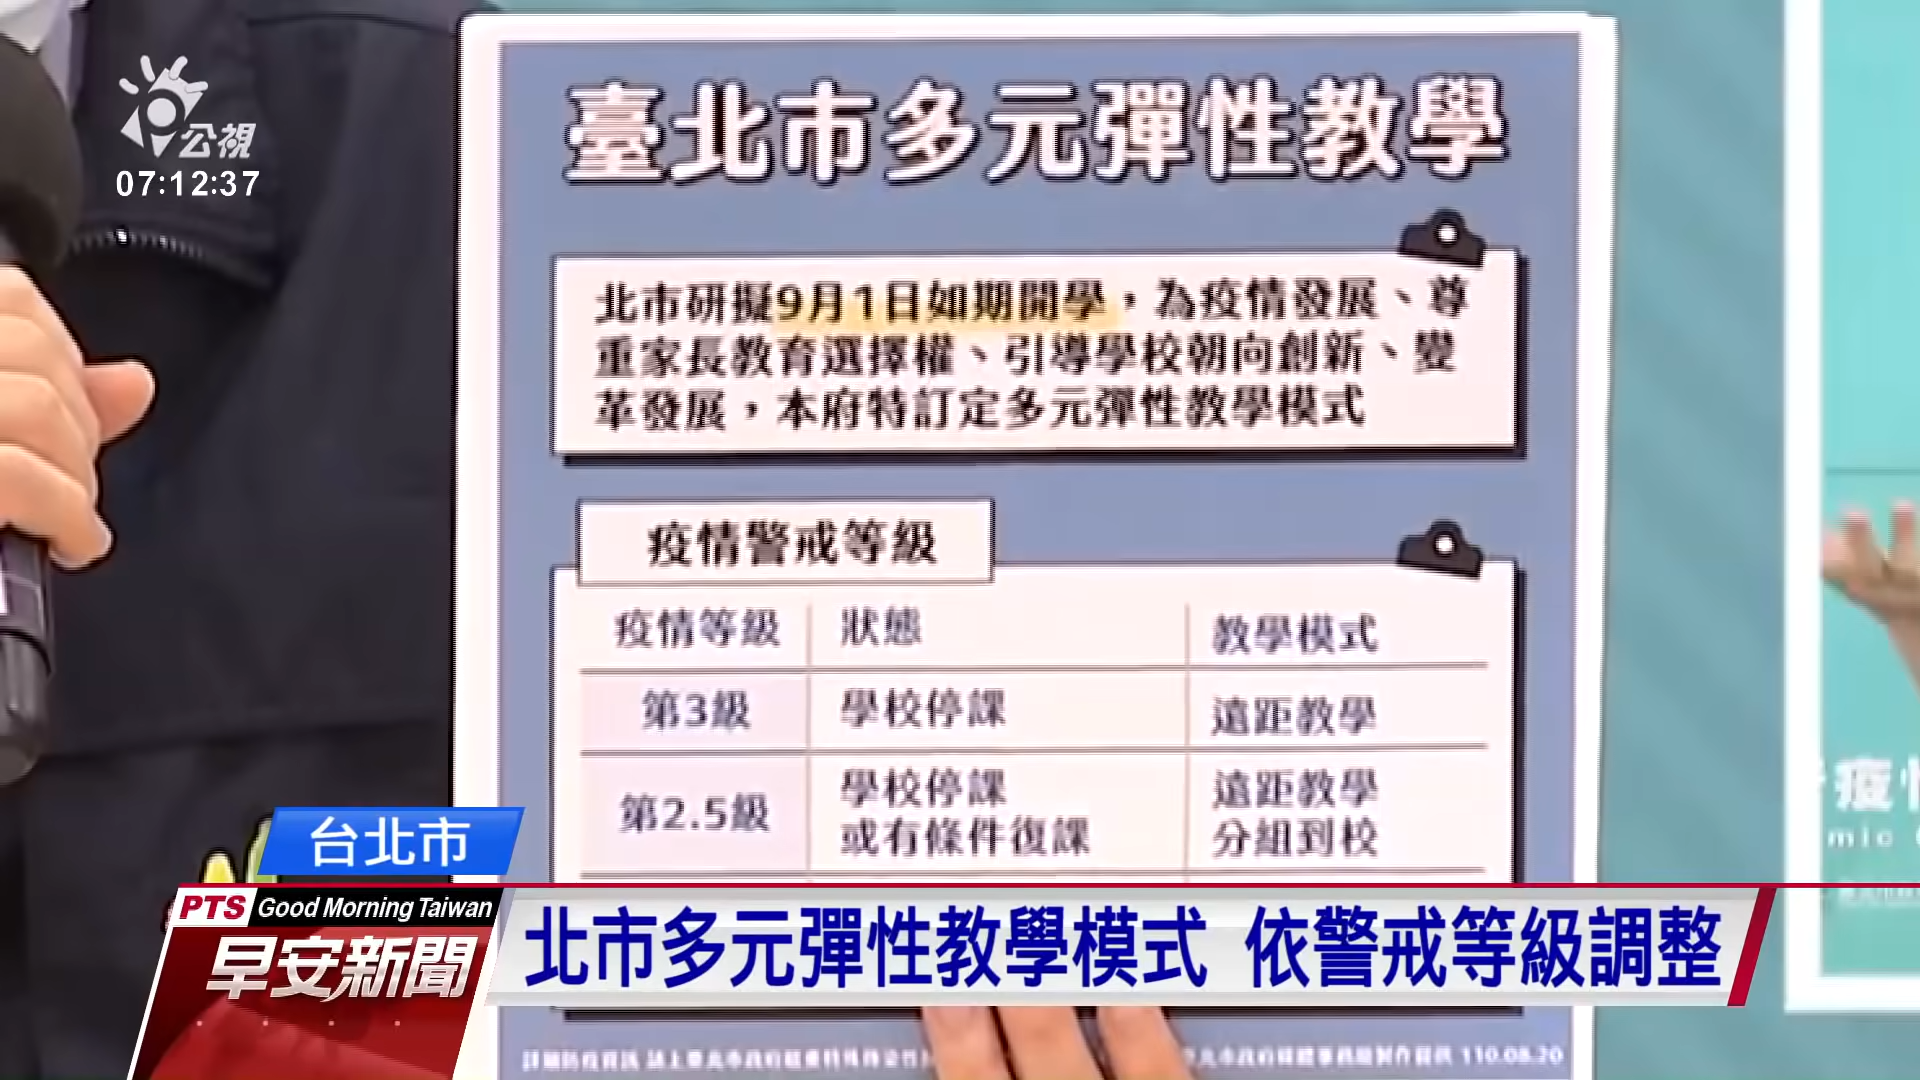 公視
07:12:37
臺北市多元彈性教學
北市研擬9月1日如期開學，為疫情發展、尊
重家長教育選擇權、引導學校朝向創新、變
革發展，本府特訂定多元彈性教學模式
疫情警戒等級
疫情等級 狀態 教學模式
第3級 學校停課 遠距教學
第2.5級 學校停課 遠距教學
或有條件復課 分組到校
台北市
PTS Good Morning Taiwan
早安新聞
北市多元彈性教學模式 依警戒等級調整
疫
mic
110.08.20